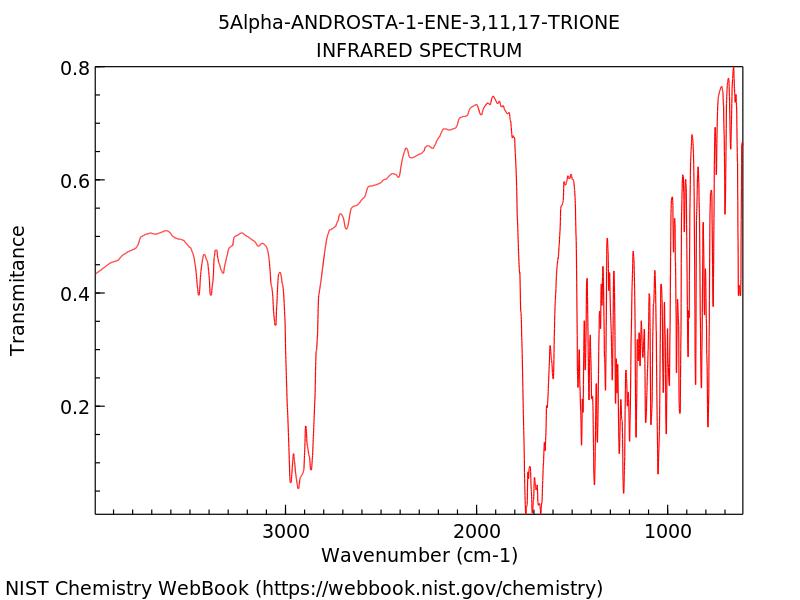 5Alpha-ANDROSTA-1-ENE-3,11,17-TRIONE
INFRARED SPECTRUM
0.8
0.6
0.4
0.2
Transmitance
3000 2000 1000
Wavenumber (cm-1)
NIST Chemistry WebBook (https://webbook.nist.gov/chemistry)